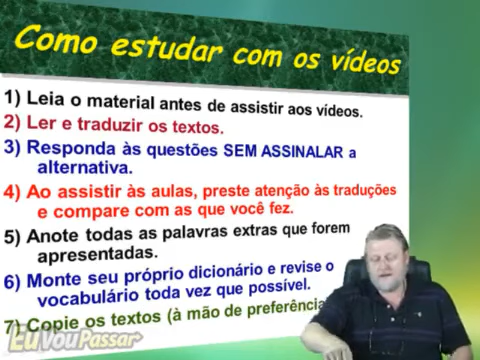 Como estudar com os vídeos
1) Leia o material antes de assistir aos vídeos.
2) Ler e traduzir os textos.
3) Responda às questões SEM ASSINALAR a
alternativa.
4) Ao assistir às aulas, preste atenção às traduções
e compare com as que você fez.
5) Anote todas as palavras extras que forem
apresentadas.
6) Monte seu próprio dicionário e revise o
vocabulário toda vez que possível.
7) Copie os textos (à mão de preferência
EuVouPassar